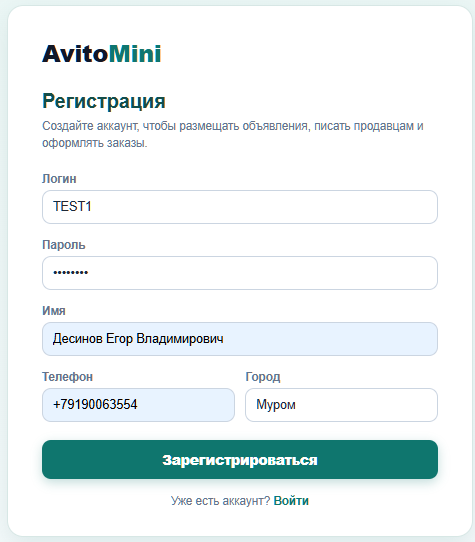 AvitoMini
Регистрация
Создайте аккаунт, чтобы размещать объявления, писать продавцам и
оформлять заказы.
Логин
TEST1
Пароль
••••••••
Имя
Десинов Егор Владимирович
Телефон Город
+79190063554 Муром
Зарегистрироваться
Уже есть аккаунт? Войти